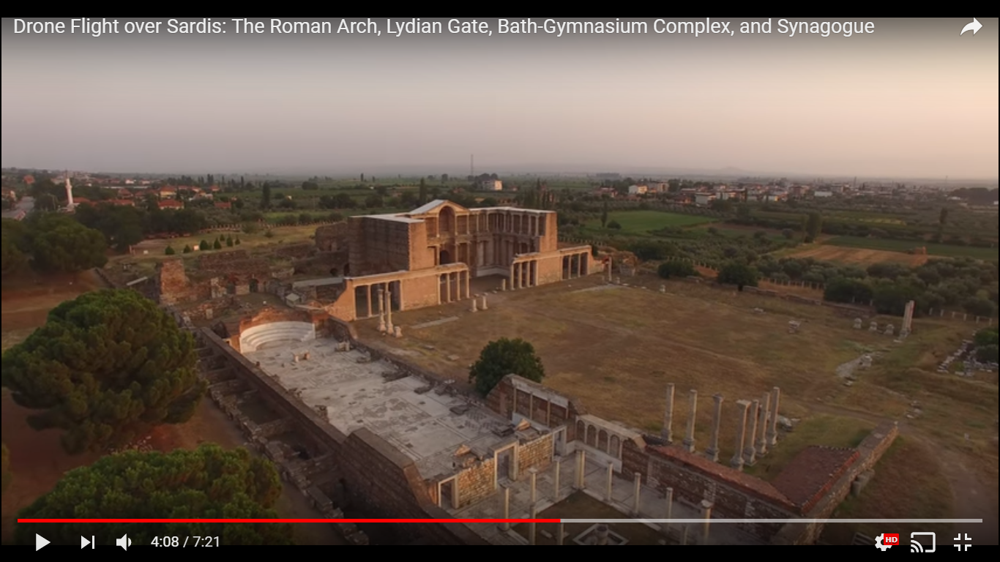 Drone Flight over Sardis: The Roman Arch, Lydian Gate, Bath-Gymnasium Complex, and Synagogue
4:08 / 7:21
HD